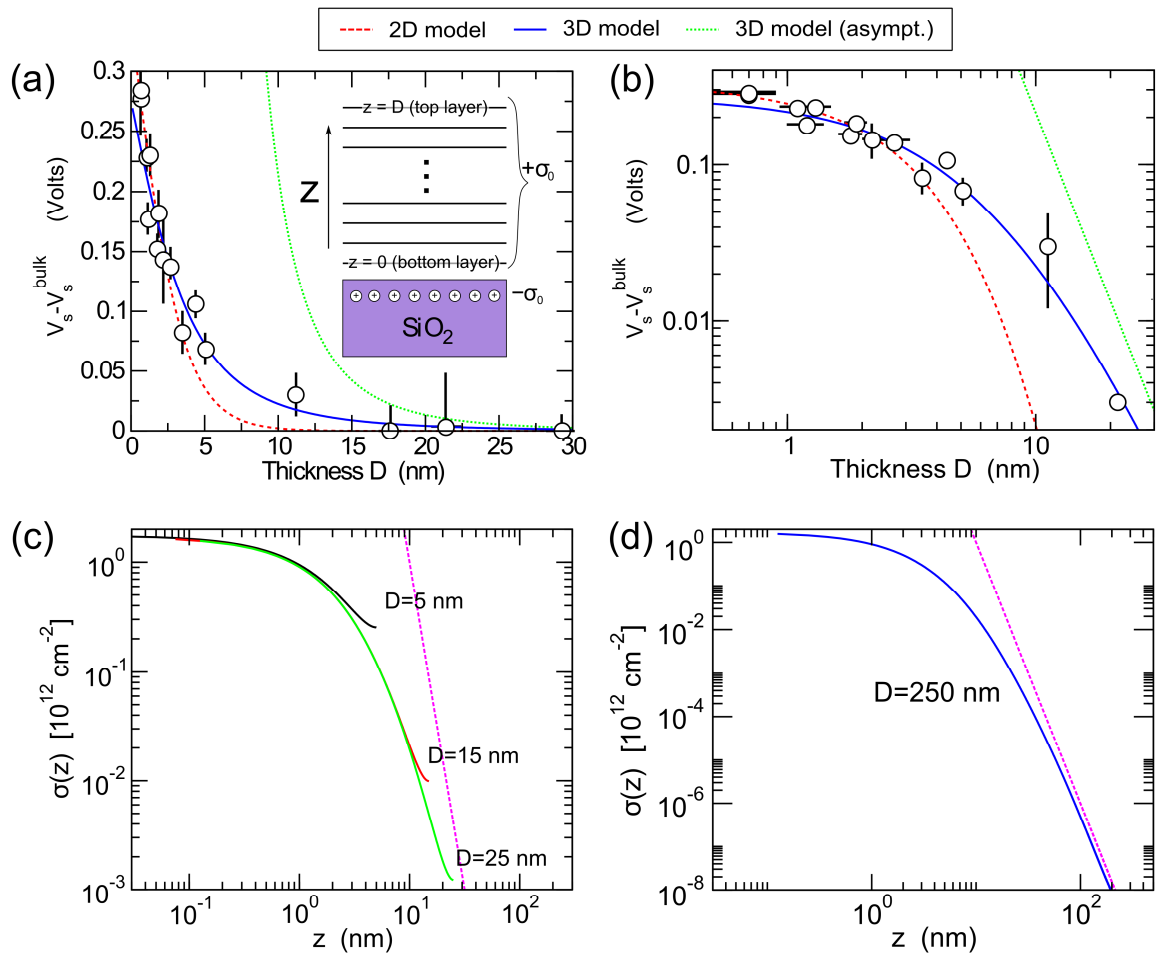 2D model 3D model 3D model (asympt.)
(a)
0.3
0.25
0.2
0.15
0.1
0.05
0
V_s-V_s^bulk (Volts)
0 5 10 15 20 25 30
Thickness D (nm)
z = D (top layer)
z
+σ₀
z = 0 (bottom layer)
−σ₀
+ + + + + + + +
SiO₂
(b)
0.1
0.01
V_s-V_s^bulk (Volts)
1 10
Thickness D (nm)
(c)
10⁰
10⁻¹
10⁻²
10⁻³
σ(z) [10¹² cm⁻²]
D=5 nm
D=15 nm
D=25 nm
10⁻¹ 10⁰ 10¹ 10²
z (nm)
(d)
10⁰
10⁻²
10⁻⁴
10⁻⁶
10⁻⁸
σ(z) [10¹² cm⁻²]
D=250 nm
10⁰ 10²
z (nm)